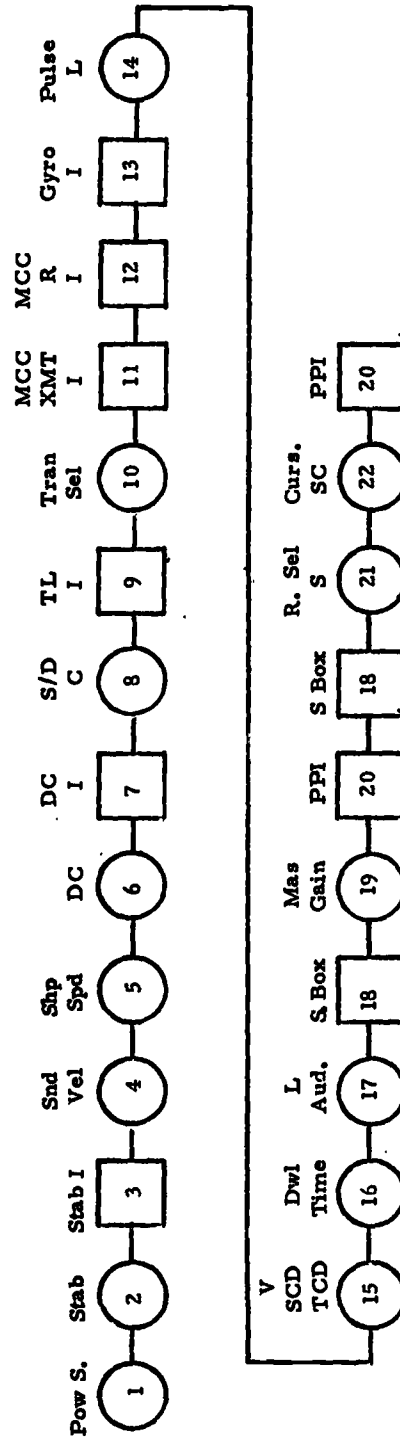 Pow S.
1
Stab
2
Stab I
3
Snd
Vel
4
Shp
Spd
5
DC
6
DC
I
7
S/D
C
8
TL
I
9
Tran
Sel
10
MCC
XMT
I
11
MCC
R
I
12
Gyro
I
13
Pulse
L
14
V
SCD
TCD
15
Dwl
Time
16
L
Aud.
17
S. Box
18
Mas
Gain
19
PPI
20
S Box
18
R. Sel
S
21
Curs.
SC
22
PPI
20